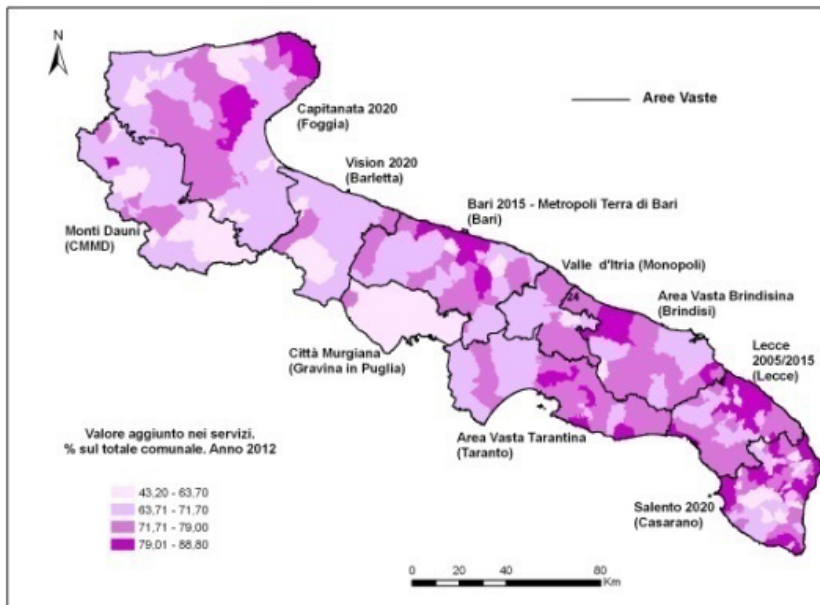 N
Aree Vaste
Capitanata 2020
(Foggia)
Vision 2020
(Barletta)
Bari 2015 - Metropoli Terra di Bari
(Bari)
Monti Dauni
(CMMD)
Valle d'Itria (Monopoli)
24
Area Vasta Brindisina
(Brindisi)
Lecce
2005/2015
(Lecce)
Città Murgiana
(Gravina in Puglia)
Area Vasta Tarantina
(Taranto)
Valore aggiunto nei servizi.
% sul totale comunale. Anno 2012
43,20 - 63,70
63,71 - 71,70
71,71 - 79,00
79,01 - 88,80
Salento 2020
(Casarano)
0 20 40 80
Km